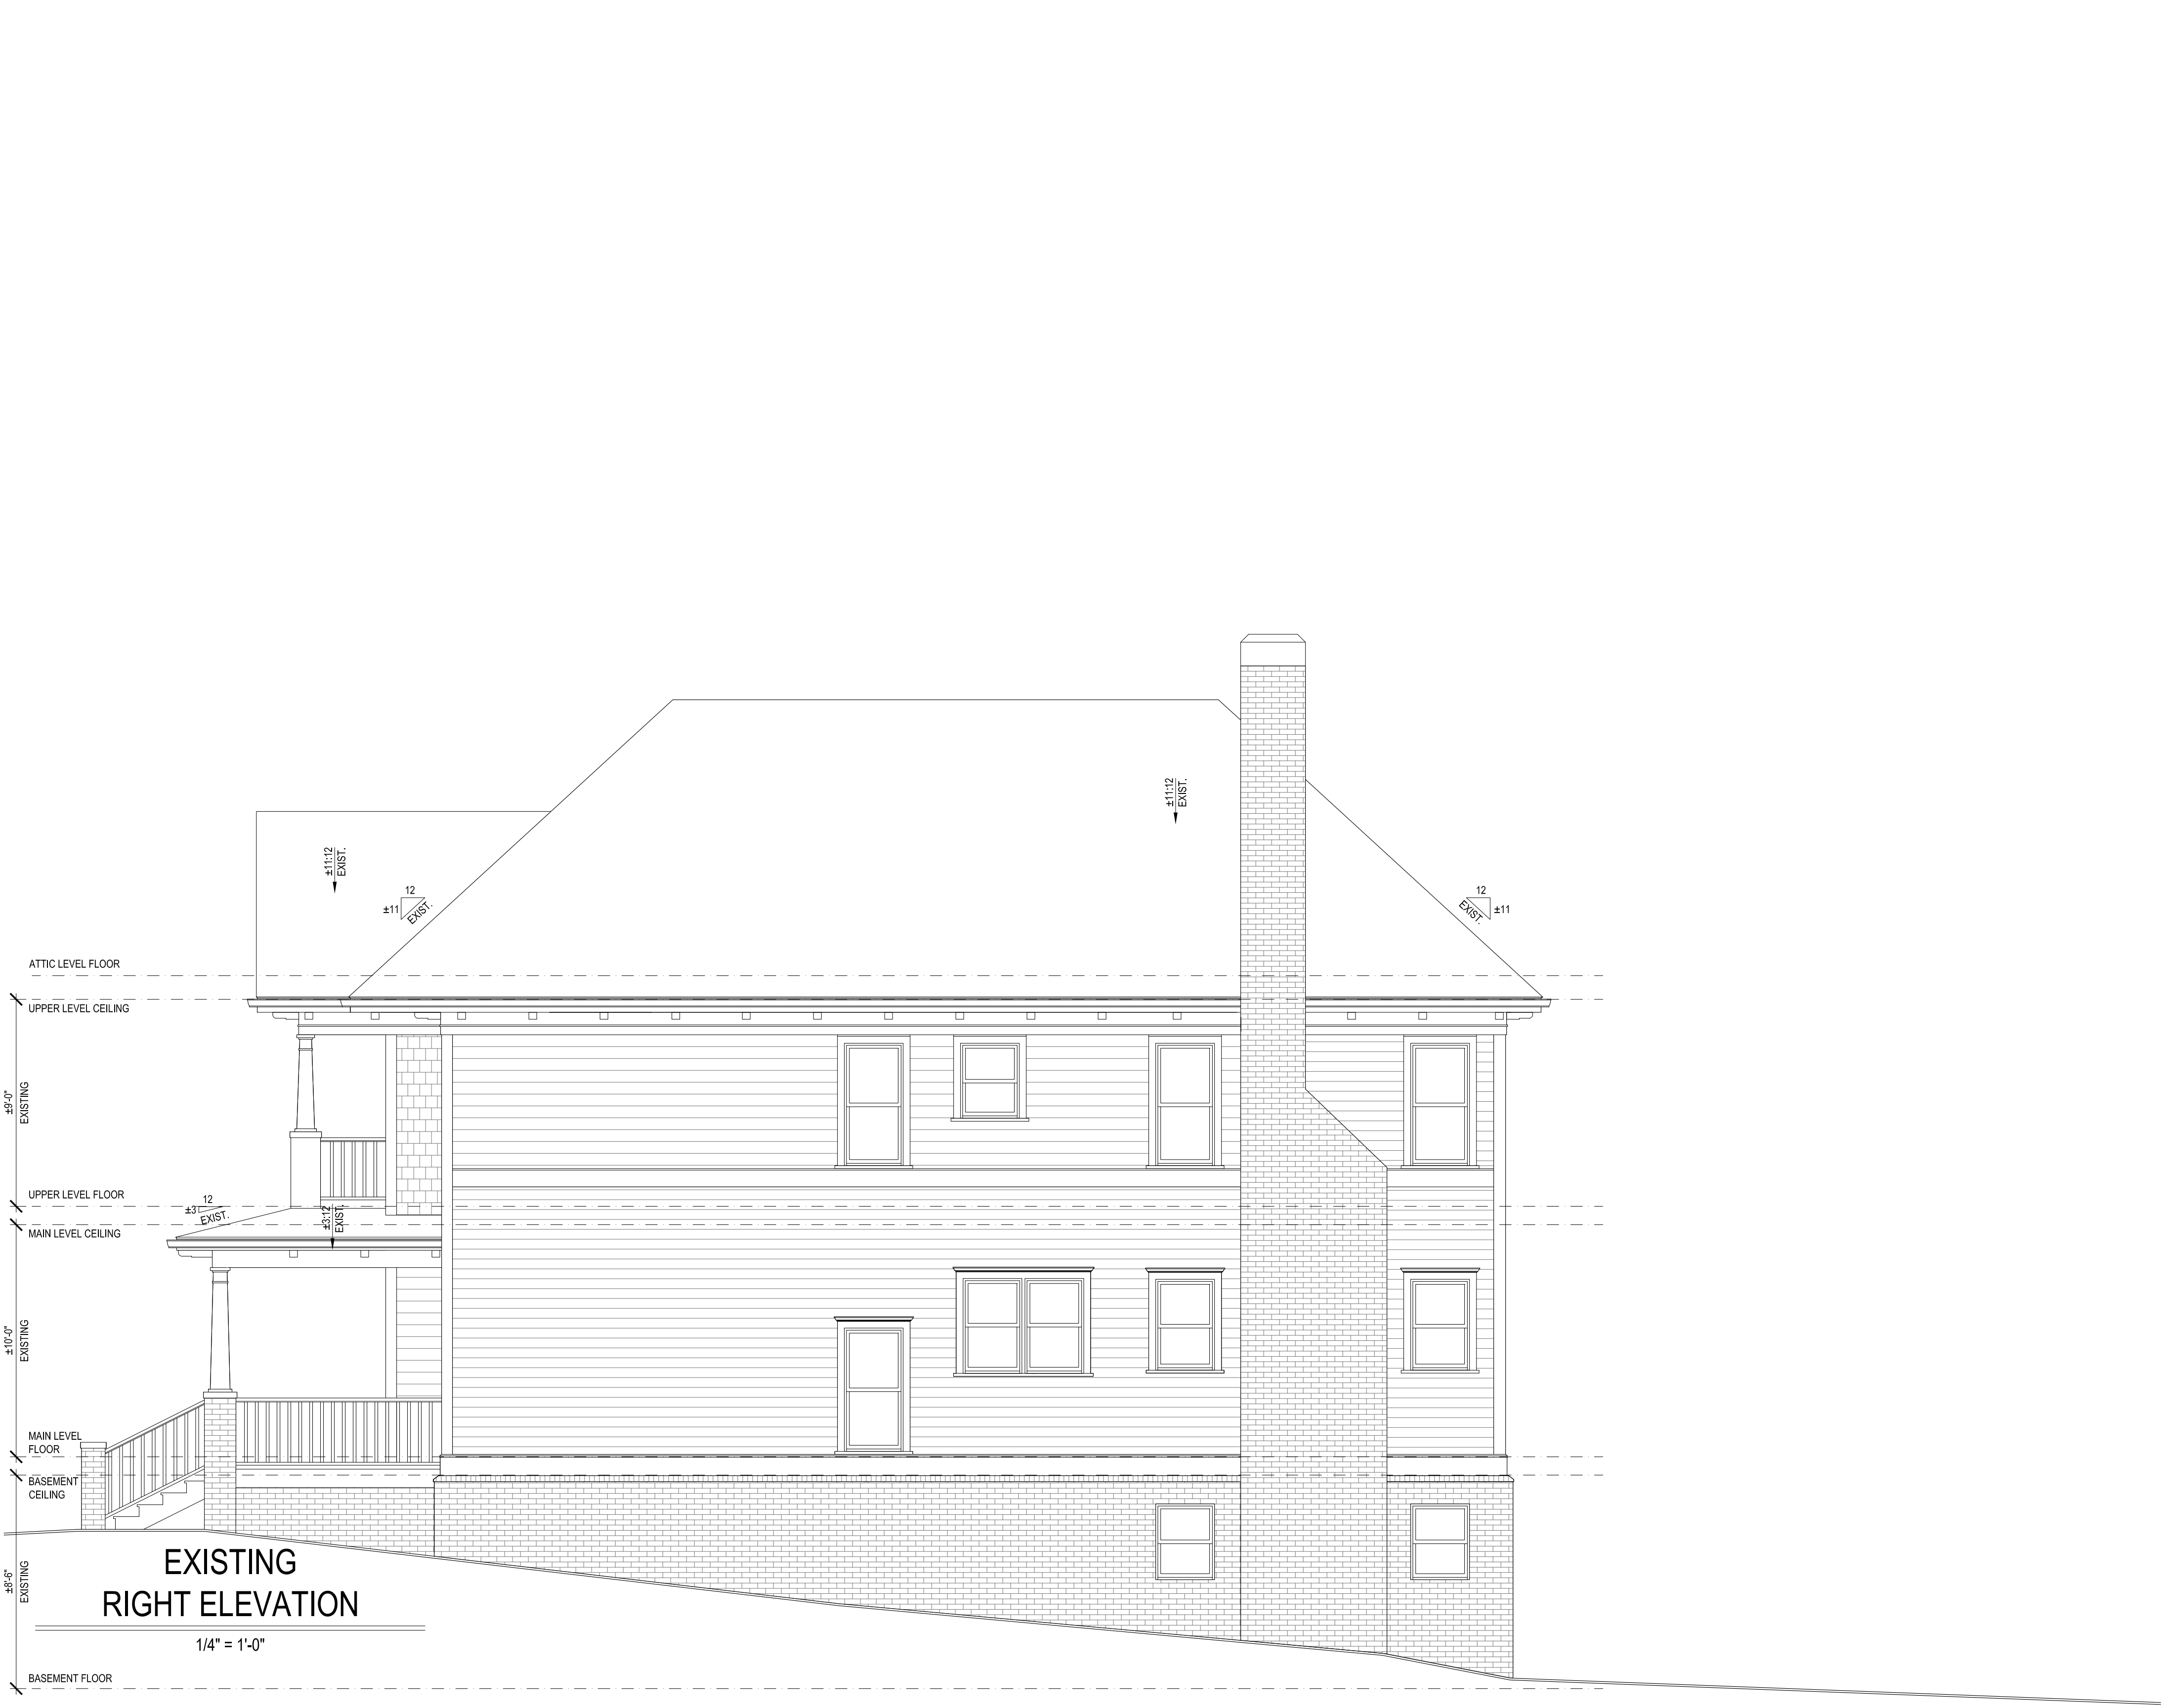 ±11:12
EXIST.
±11:12
EXIST.
12
±11
EXIST.
12
±11
EXIST.
ATTIC LEVEL FLOOR
UPPER LEVEL CEILING
±9'-0"
EXISTING
UPPER LEVEL FLOOR
12
±3
EXIST.
±3:12
EXIST.
MAIN LEVEL CEILING
±10'-0"
EXISTING
MAIN LEVEL
FLOOR
BASEMENT
CEILING
±8'-6"
EXISTING
EXISTING
RIGHT ELEVATION
1/4" = 1'-0"
BASEMENT FLOOR